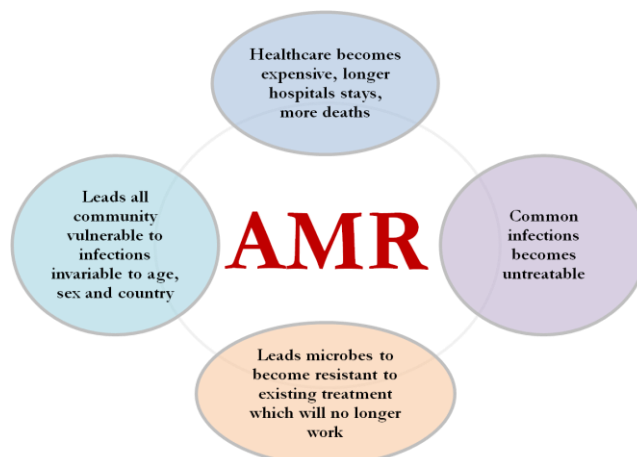 Healthcare becomes
expensive, longer
hospitals stays,
more deaths
Leads all
community
vulnerable to
infections
invariable to age,
sex and country
AMR
Common
infections
becomes
untreatable
Leads microbes to
become resistant to
existing treatment
which will no longer
work